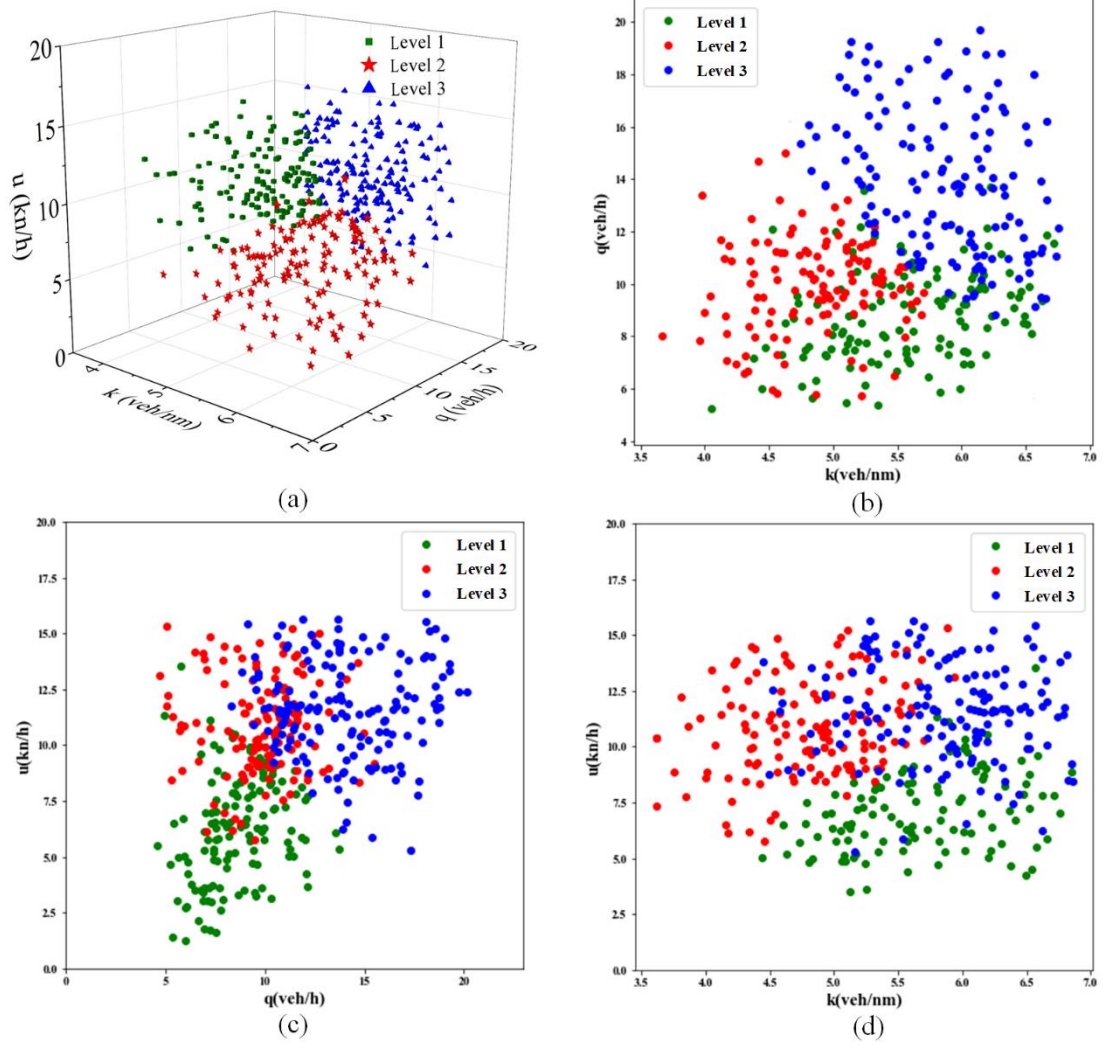 20
15
10
5
0
u (kn/h)
4
5
6
7
k (veh/nm)
0
5
10
15
20
q (veh/h)
Level 1
Level 2
Level 3
(a)
20
18
16
14
12
10
8
6
4
q(veh/h)
Level 1
Level 2
Level 3
3.5 4.0 4.5 5.0 5.5 6.0 6.5 7.0
k(veh/nm)
(b)
20.0
17.5
15.0
12.5
10.0
7.5
5.0
2.5
0.0
u(kn/h)
Level 1
Level 2
Level 3
0 5 10 15 20
q(veh/h)
(c)
20.0
17.5
15.0
12.5
10.0
7.5
5.0
2.5
0.0
u(kn/h)
Level 1
Level 2
Level 3
3.5 4.0 4.5 5.0 5.5 6.0 6.5 7.0
k(veh/nm)
(d)